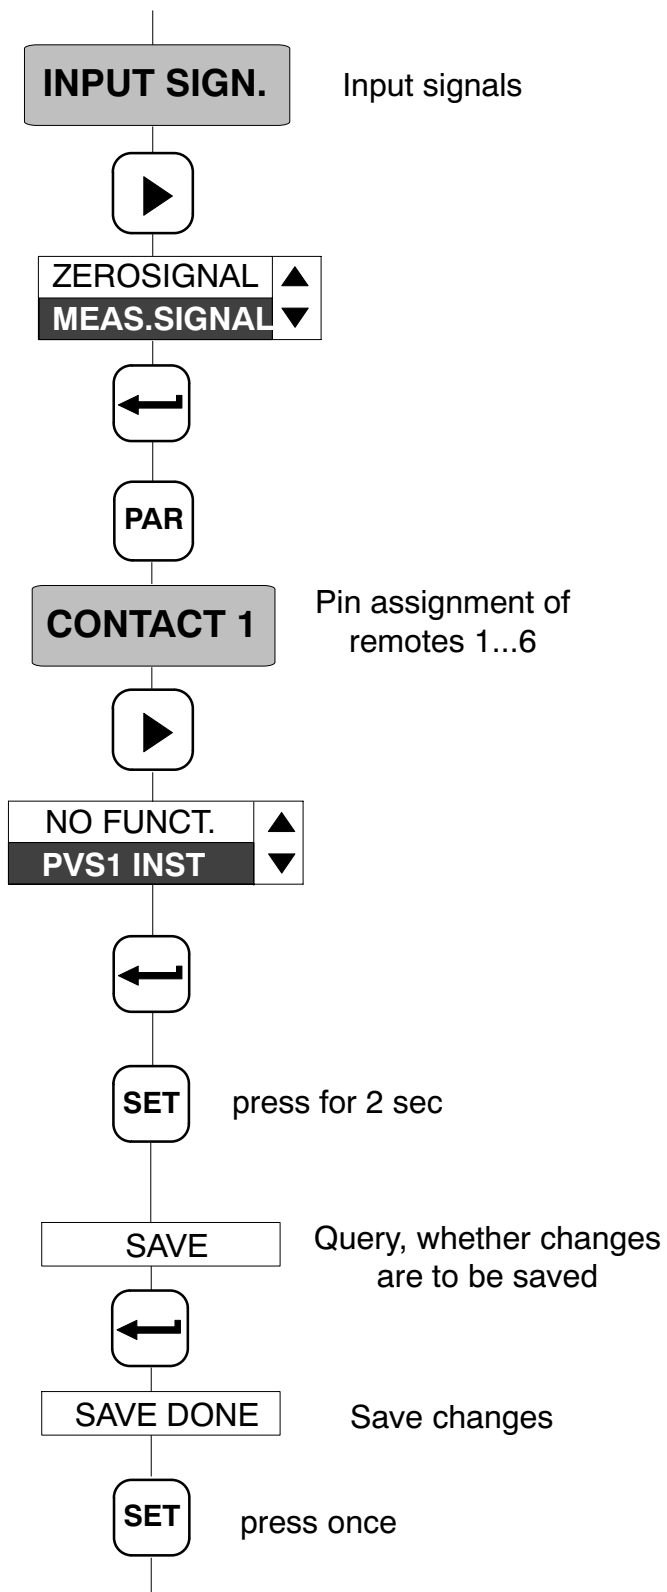 INPUT SIGN.
Input signals
ZEROSIGNAL
MEAS.SIGNAL
PAR
CONTACT 1
Pin assignment of
remotes 1...6
NO FUNCT.
PVS1 INST
SET
press for 2 sec
SAVE
Query, whether changes
are to be saved
SAVE DONE
Save changes
SET
press once